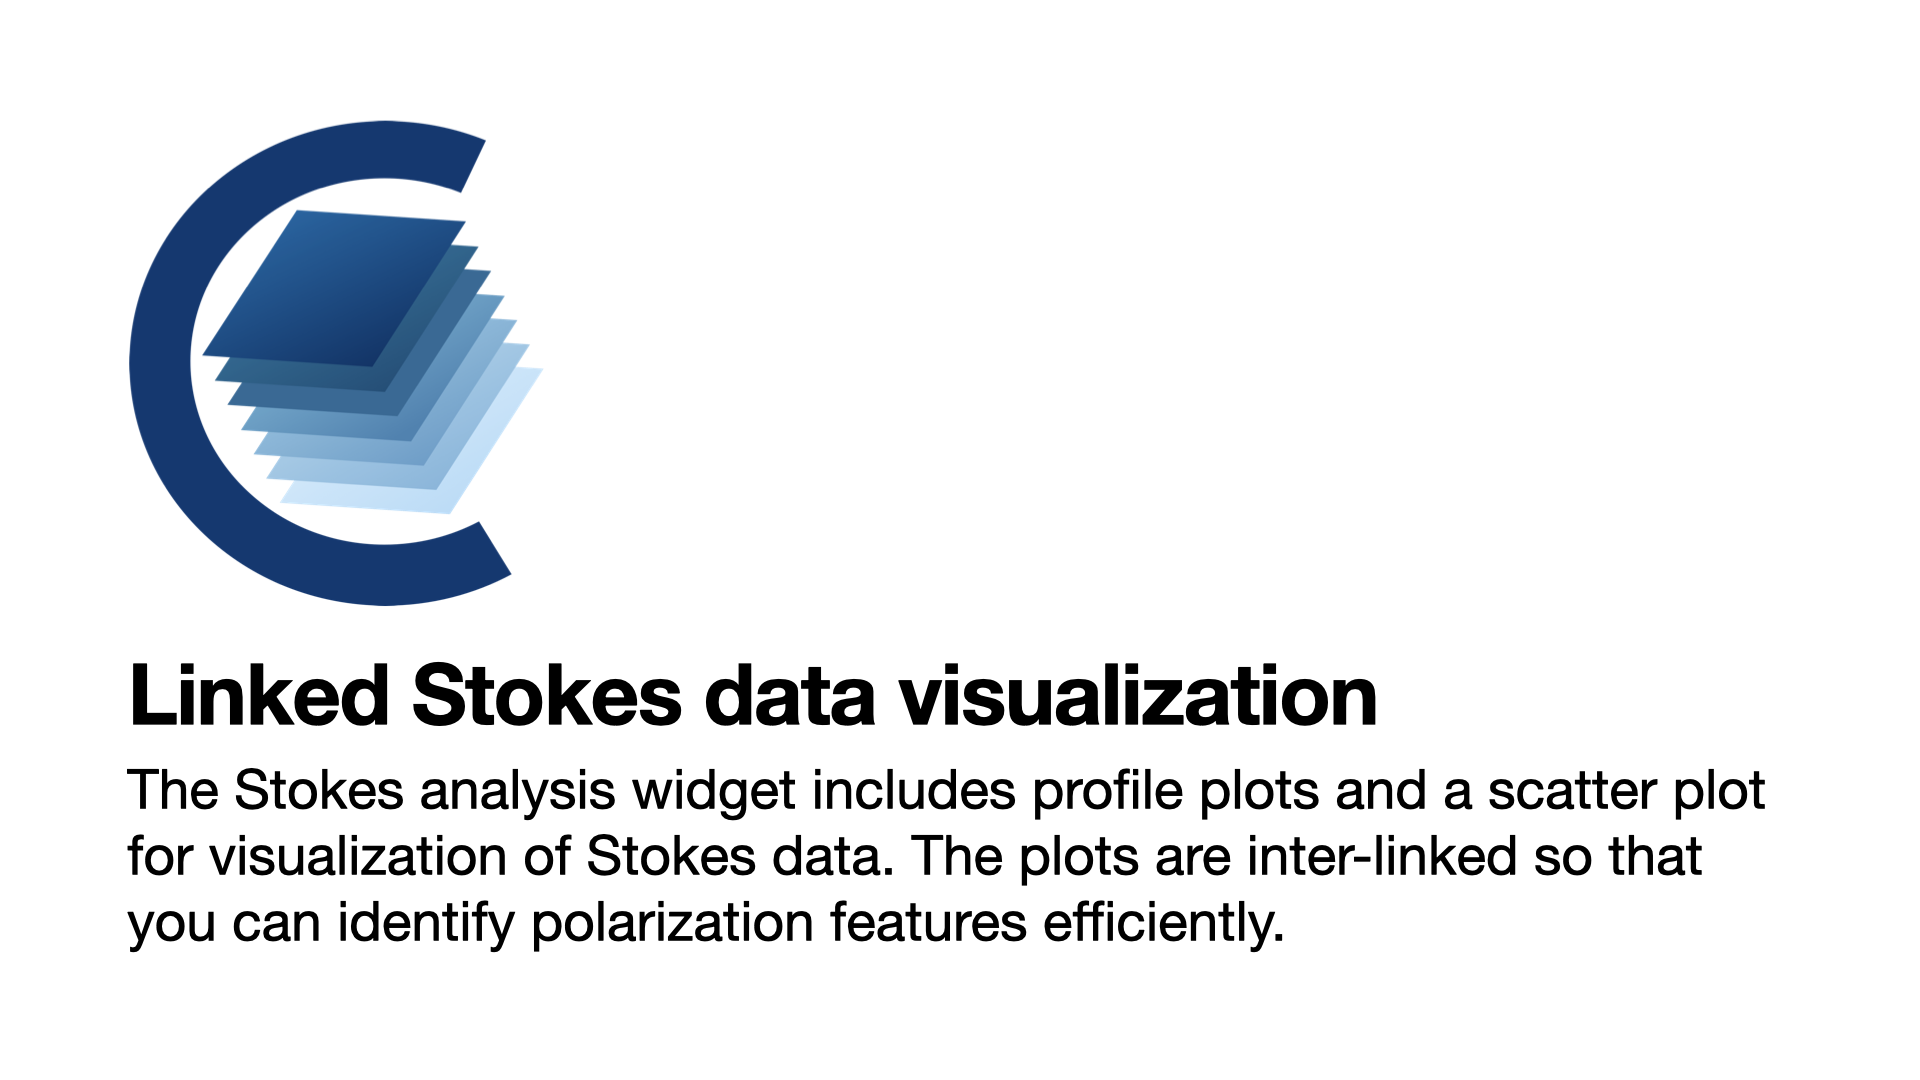 Linked Stokes data visualization
The Stokes analysis widget includes profile plots and a scatter plot
for visualization of Stokes data. The plots are inter-linked so that
you can identify polarization features efficiently.